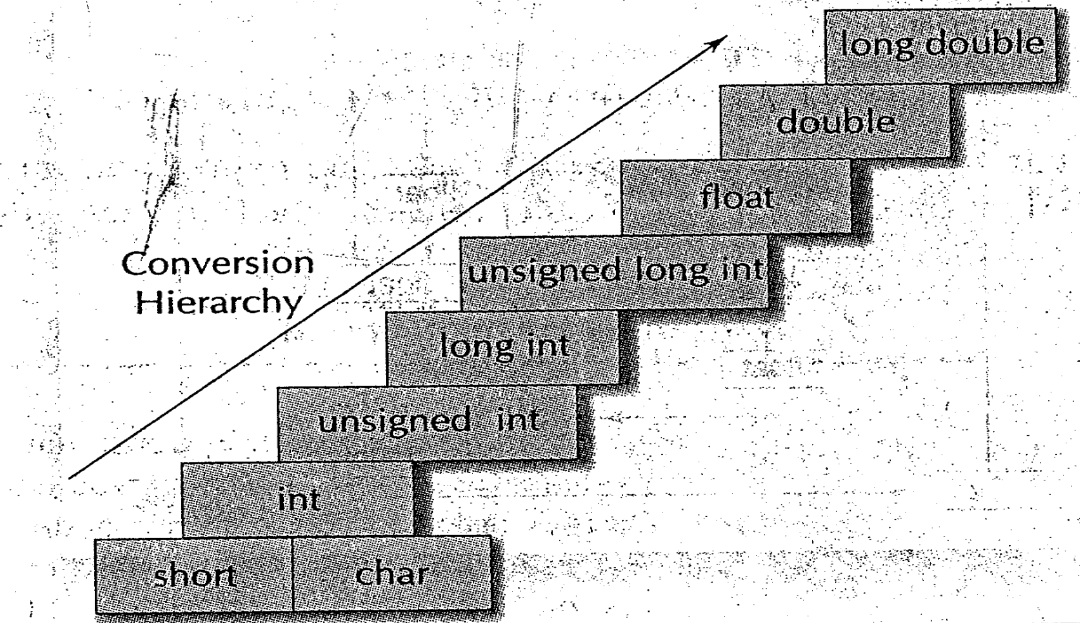 long double
double
float
unsigned long int
Conversion
Hierarchy
long int
unsigned int
int
short char